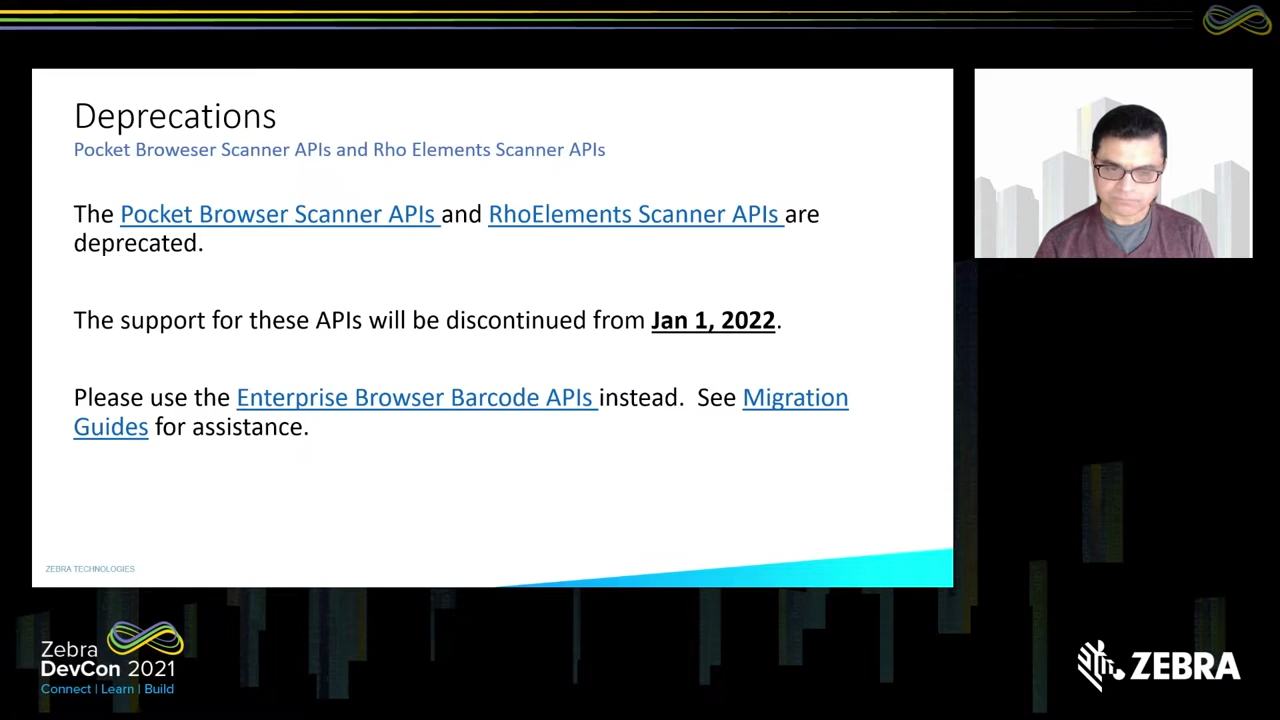 Deprecations
Pocket Broweser Scanner APIs and Rho Elements Scanner APIs
The Pocket Browser Scanner APIs and RhoElements Scanner APIs are
deprecated.
The support for these APIs will be discontinued from Jan 1, 2022.
Please use the Enterprise Browser Barcode APIs instead. See Migration
Guides for assistance.
ZEBRA TECHNOLOGIES
Zebra
DevCon 2021
Connect | Learn | Build
ZEBRA